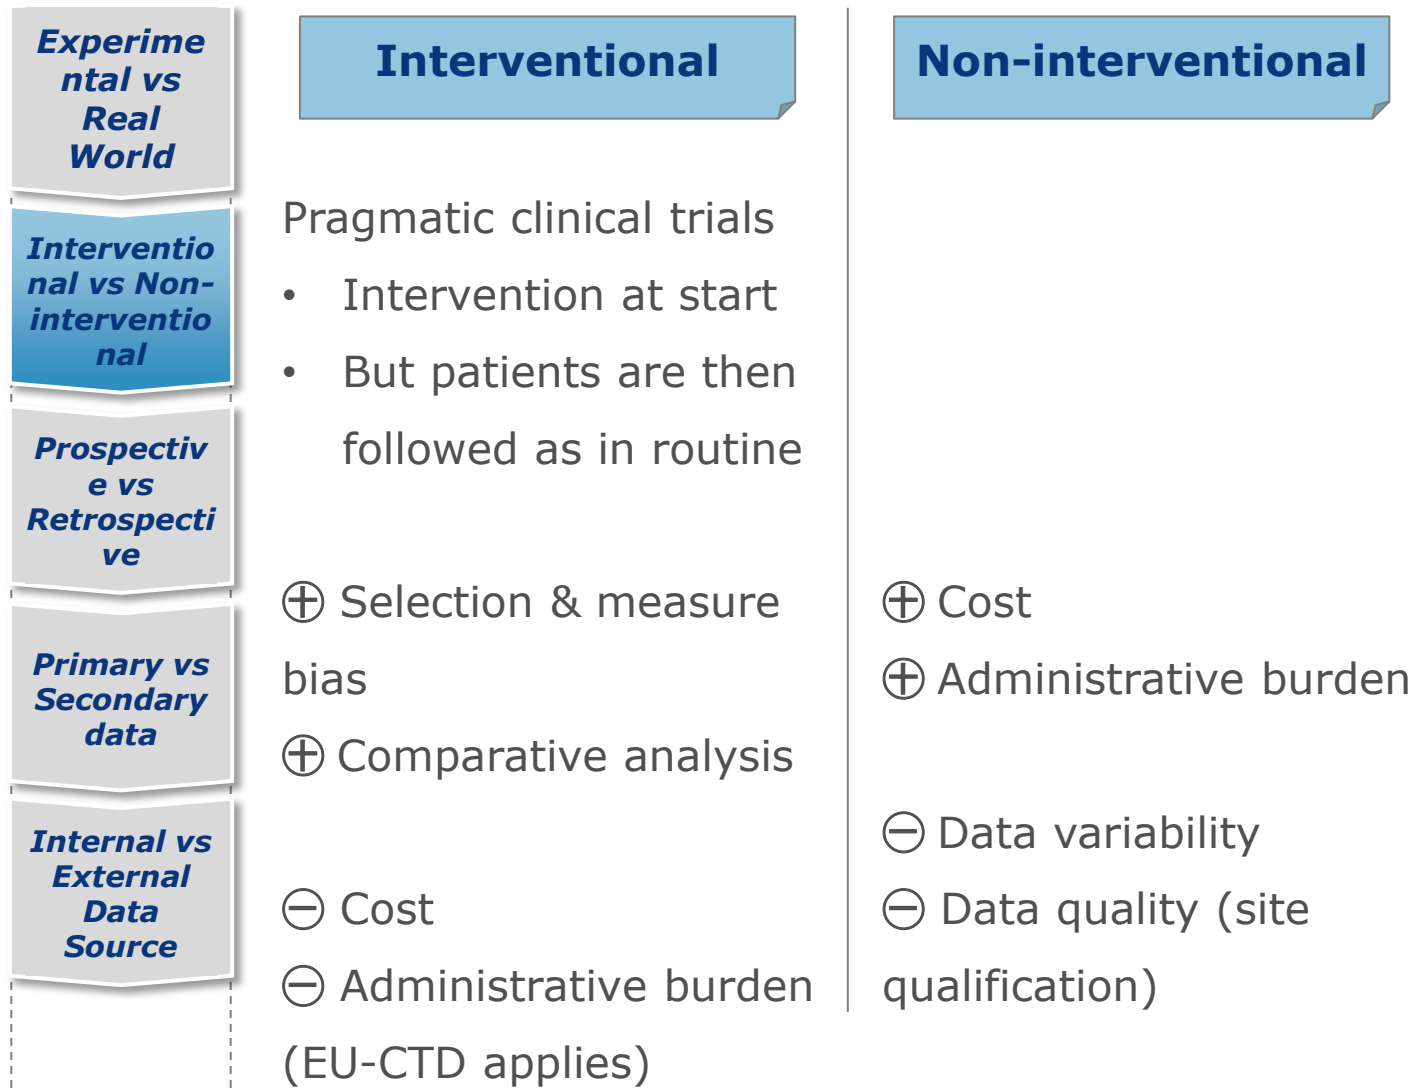 Experime
ntal vs
Real
World
Interventio
nal vs Non-
interventio
nal
Prospectiv
e vs
Retrospecti
ve
Primary vs
Secondary
data
Internal vs
External
Data
Source
Interventional
Pragmatic clinical trials
• Intervention at start
• But patients are then
followed as in routine
⊕ Selection & measure
bias
⊕ Comparative analysis
⊖ Cost
⊖ Administrative burden
(EU-CTD applies)
Non-interventional
⊕ Cost
⊕ Administrative burden
⊖ Data variability
⊖ Data quality (site
qualification)